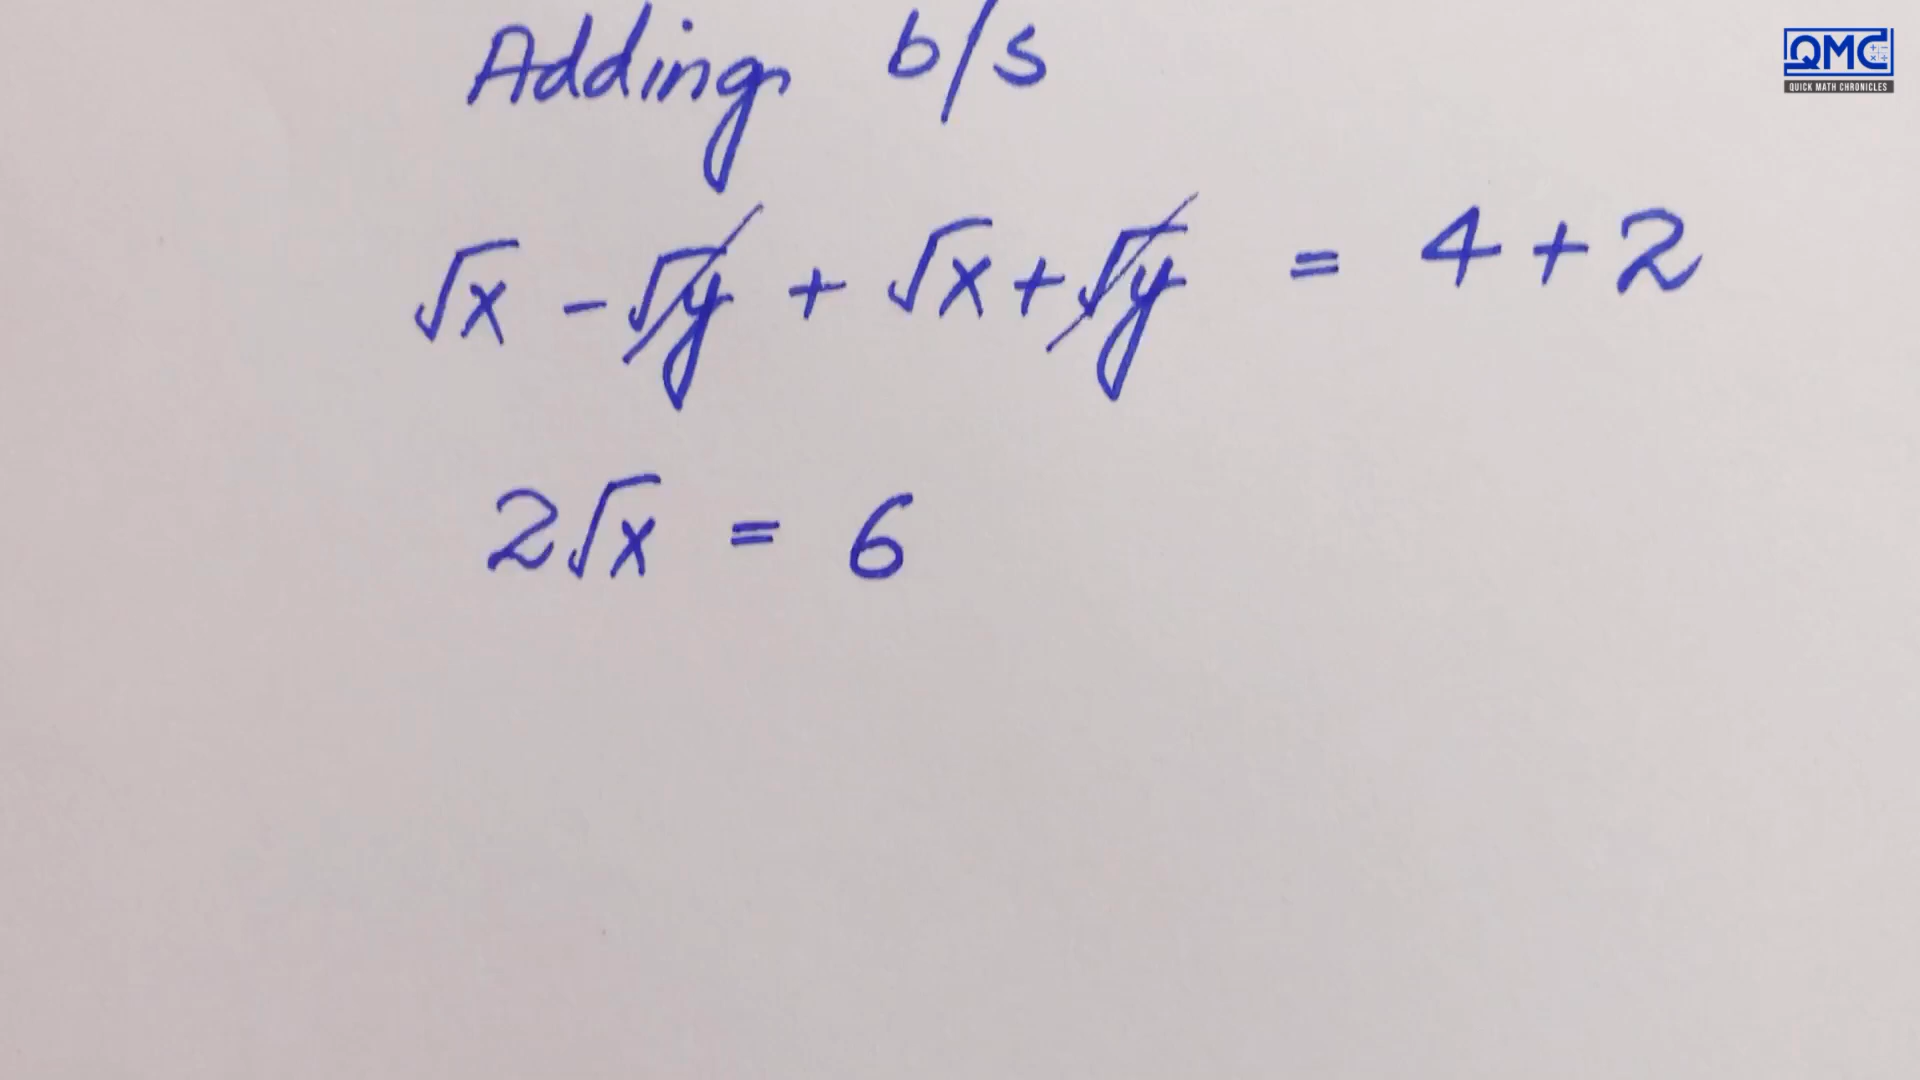 QMC
QUICK MATH CHRONICLES
Adding b/s
√x - √y + √x + √y = 4 + 2
2√x = 6